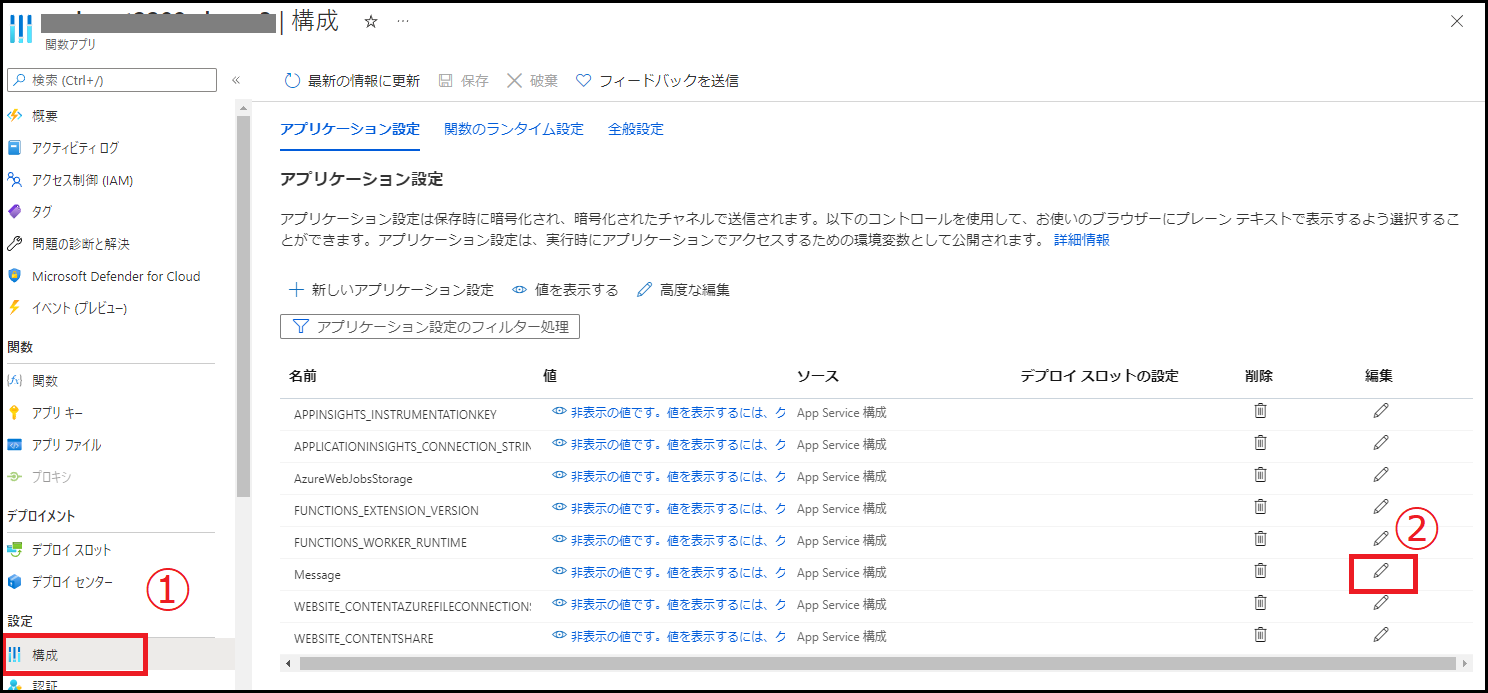 | 構成
関数アプリ
検索 (Ctrl+/)
«
最新の情報に更新 保存 破棄 フィードバックを送信
概要
アクティビティ ログ
アクセス制御 (IAM)
タグ
問題の診断と解決
Microsoft Defender for Cloud
イベント (プレビュー)
関数
関数
アプリ キー
アプリ ファイル
プロキシ
デプロイメント
デプロイ スロット
デプロイ センター
①
設定
構成
認証
アプリケーション設定 関数のランタイム設定 全般設定
アプリケーション設定
アプリケーション設定は保存時に暗号化され、暗号化されたチャネルで送信されます。以下のコントロールを使用して、お使いのブラウザーにプレーン テキストで表示するよう選択するこ
とができます。アプリケーション設定は、実行時にアプリケーションでアクセスするための環境変数として公開されます。 詳細情報
新しいアプリケーション設定 値を表示する 高度な編集
アプリケーション設定のフィルター処理
名前 値 ソース デプロイ スロットの設定 削除 編集
APPINSIGHTS_INSTRUMENTATIONKEY 非表示の値です。値を表示するには、ク App Service 構成
APPLICATIONINSIGHTS_CONNECTION_STRIN 非表示の値です。値を表示するには、ク App Service 構成
AzureWebJobsStorage 非表示の値です。値を表示するには、ク App Service 構成
FUNCTIONS_EXTENSION_VERSION 非表示の値です。値を表示するには、ク App Service 構成
FUNCTIONS_WORKER_RUNTIME 非表示の値です。値を表示するには、ク App Service 構成
②
Message 非表示の値です。値を表示するには、ク App Service 構成
WEBSITE_CONTENTAZUREFILECONNECTION 非表示の値です。値を表示するには、ク App Service 構成
WEBSITE_CONTENTSHARE 非表示の値です。値を表示するには、ク App Service 構成